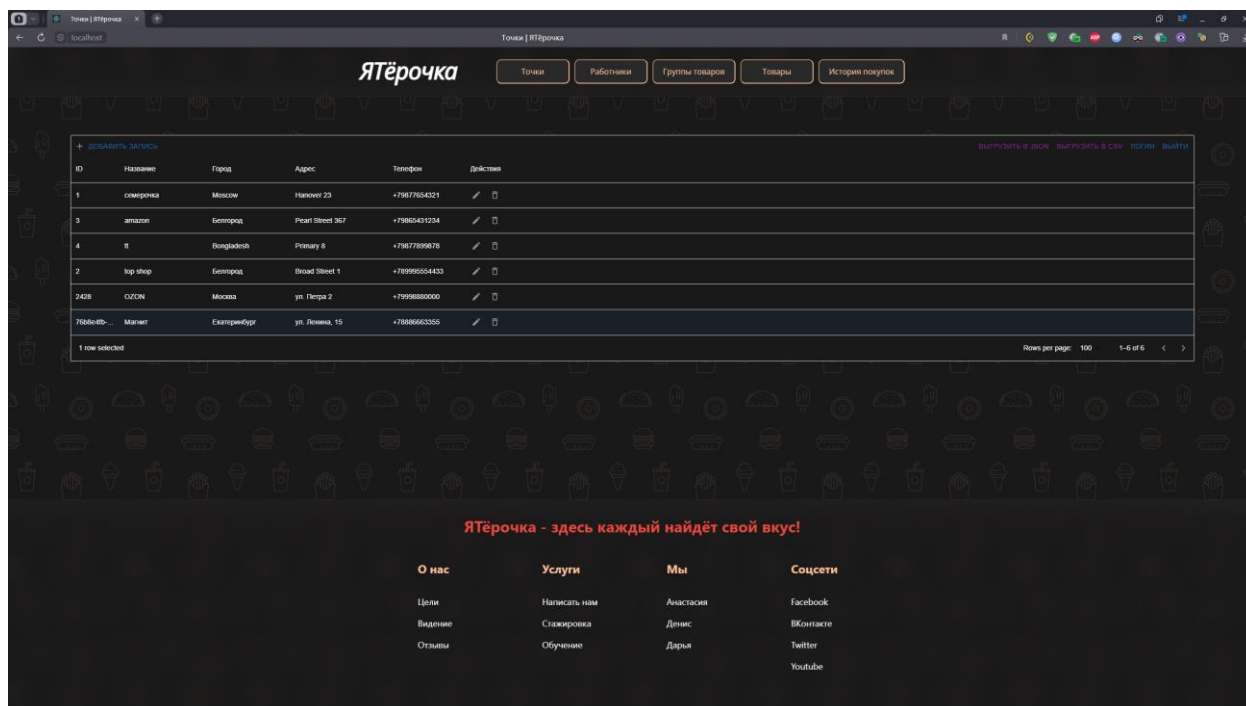 Точки | ЯТёрочка
localhost
Точки | ЯТёрочка
ЯТёрочка Точки Работники Группы товаров Товары История покупок
+ ДОБАВИТЬ ЗАПИСЬ ВЫГРУЗИТЬ В JSON ВЫГРУЗИТЬ В CSV ЛОГИН ВЫЙТИ
ID Название Город Адрес Телефон Действия
1 семерочка Moscow Hanover 23 +79877654321
3 amazon Белгород Pearl Street 367 +79865431234
4 tt Bongladesh Primary 8 +79877899878
2 top shop Белгород Broad Street 1 +789995554433
2428 OZON Москва ул. Петра 2 +79998880000
76b8e4fb-... Магнит Екатеринбург ул. Ленина, 15 +78886663355
1 row selected Rows per page: 100 1–6 of 6
ЯТёрочка - здесь каждый найдёт свой вкус!
О нас Услуги Мы Соцсети
Цели Написать нам Анастасия Facebook
Видение Стажировка Денис ВКонтакте
Отзывы Обучение Дарья Twitter
Youtube